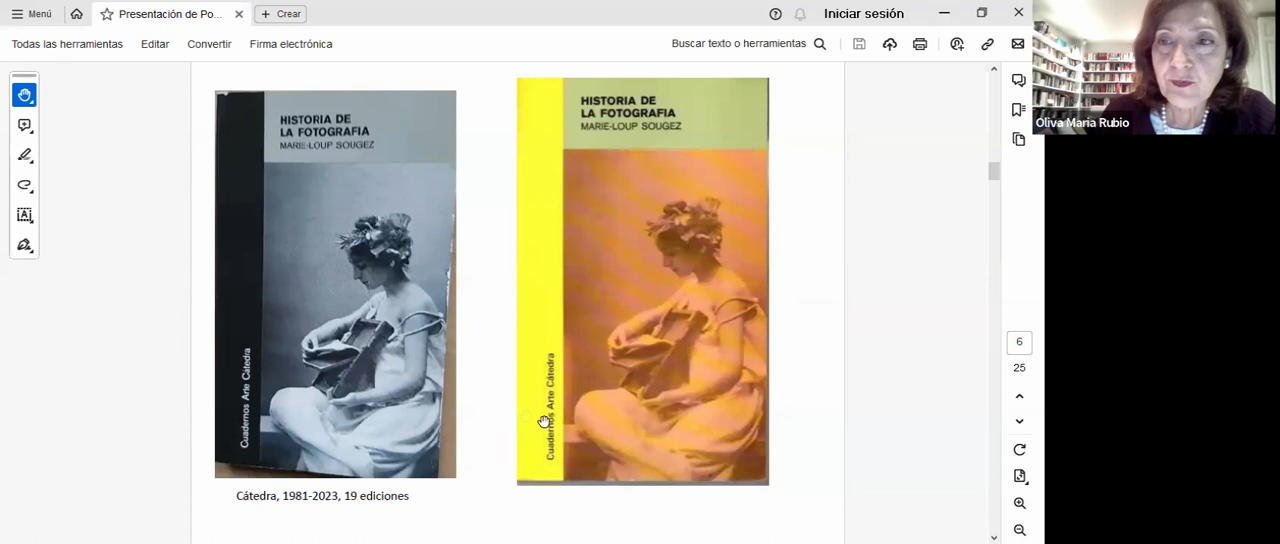 Menú
Presentación de Po...
Crear
Iniciar sesión
Todas las herramientas
Editar
Convertir
Firma electrónica
Buscar texto o herramientas
Oliva María Rubio
HISTORIA DE
LA FOTOGRAFIA
MARIE-LOUP SOUGEZ
Cuadernos Arte Cátedra
HISTORIA DE
LA FOTOGRAFIA
MARIE-LOUP SOUGEZ
Cuadernos Arte Cátedra
Cátedra, 1981-2023, 19 ediciones
6
25